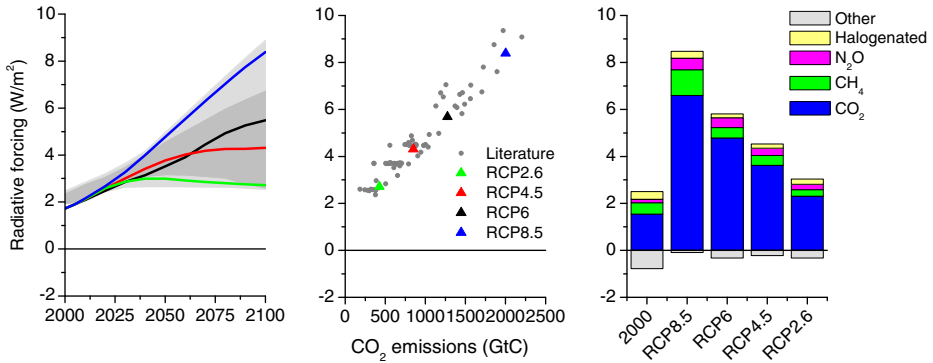 Radiative forcing (W/m²)
10
8
6
4
2
0
-2
2000
2025
2050
2075
2100
10
8
6
4
2
0
-2
0
500
1000
1500
2000
2500
CO₂ emissions (GtC)
Literature
RCP2.6
RCP4.5
RCP6
RCP8.5
10
8
6
4
2
0
-2
2000
RCP8.5
RCP6
RCP4.5
RCP2.6
Other
Halogenated
N₂O
CH₄
CO₂